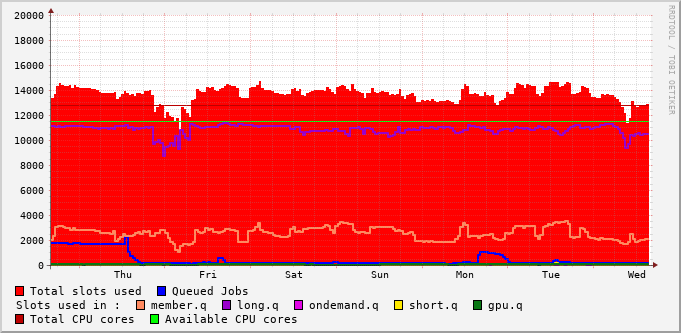 20000
18000
16000
14000
12000
10000
8000
6000
4000
2000
0
Thu Fri Sat Sun Mon Tue Wed
Total slots used Queued Jobs
Slots used in : member.q long.q ondemand.q short.q gpu.q
Total CPU cores Available CPU cores
RRDTOOL / TOBI OETIKER